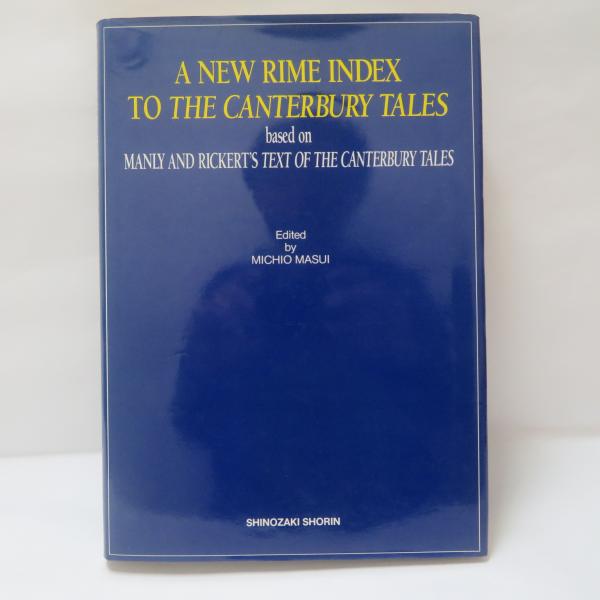 A NEW RIME INDEX
TO THE CANTERBURY TALES
based on
MANLY AND RICKERT'S TEXT OF THE CANTERBURY TALES
Edited
by
MICHIO MASUI
SHINOZAKI SHORIN